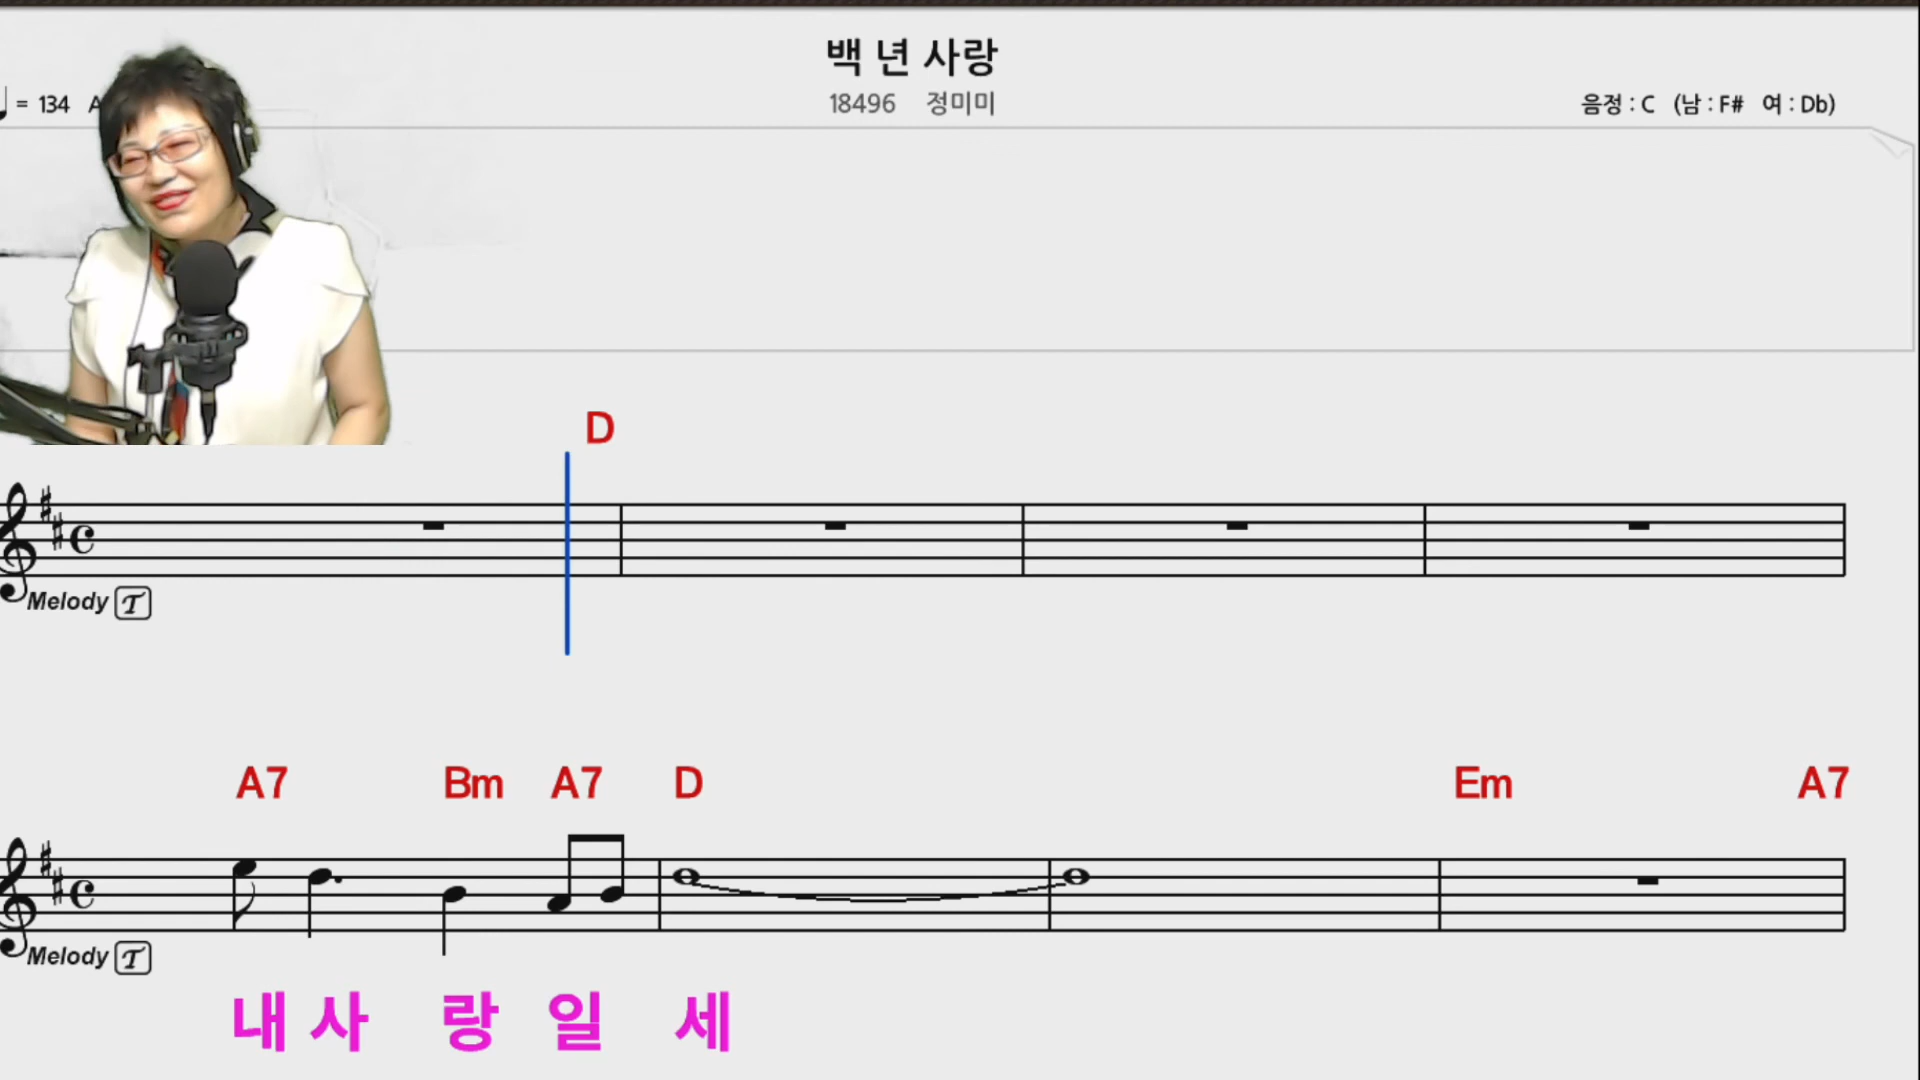 백 년 사랑
= 134
18496 정미미
음정 : C (남 : F# 여 : Db)
D
Melody T
A7 Bm A7 D Em A7
Melody T
내 사 랑 일 세